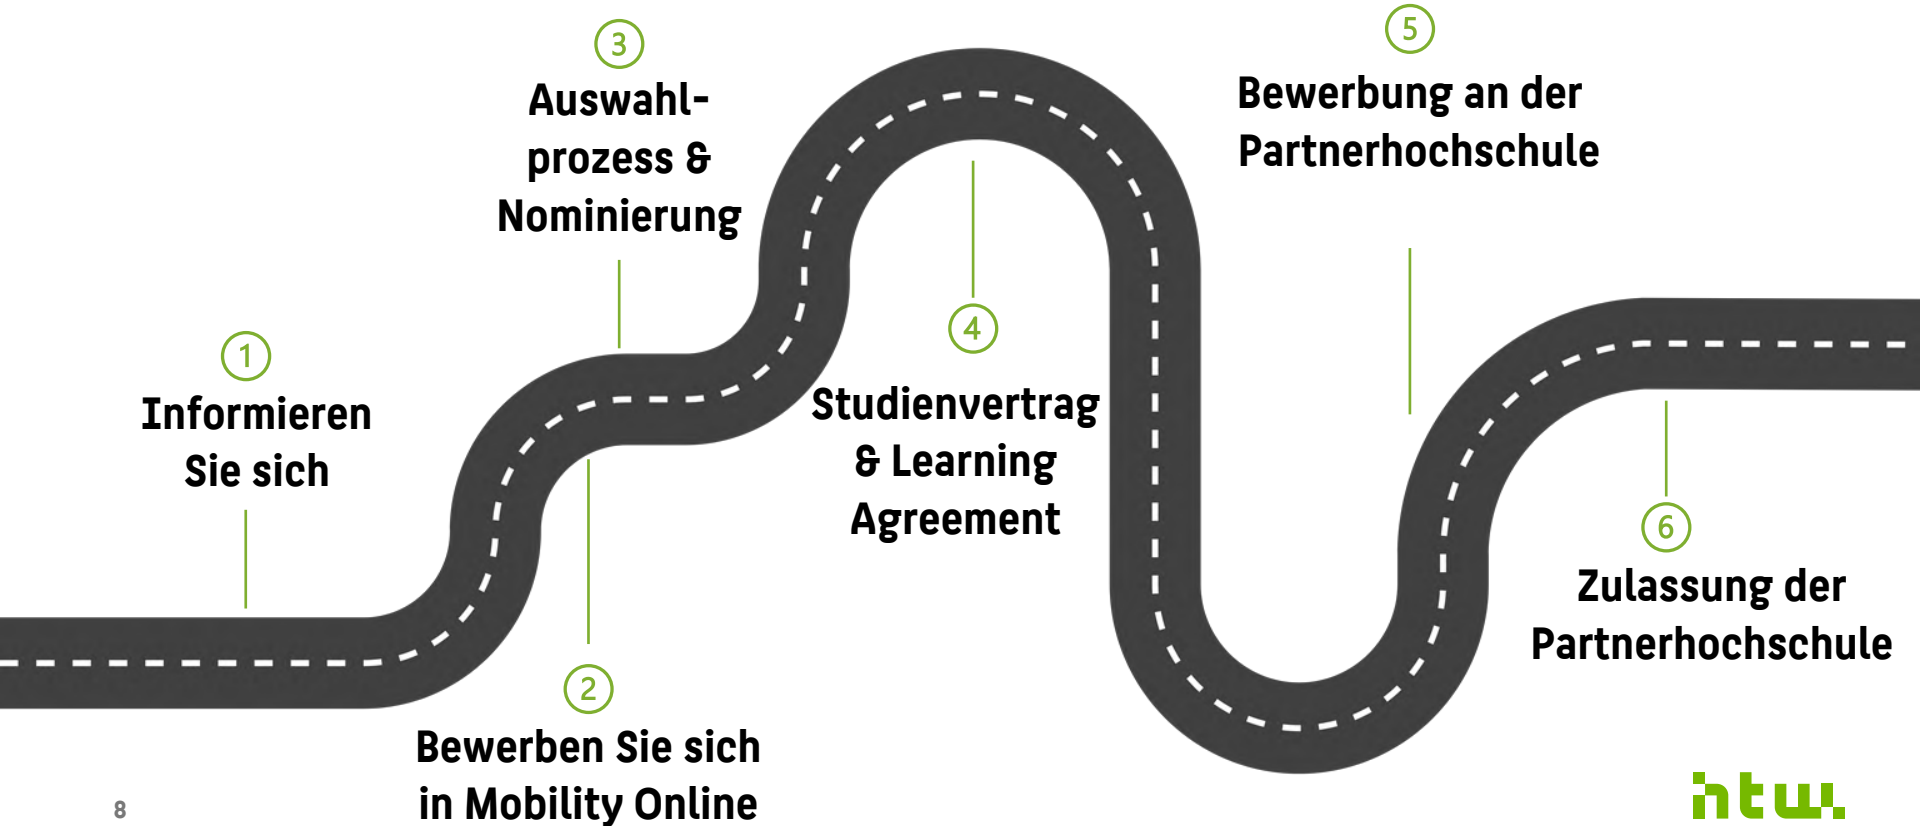 1
Informieren
Sie sich
2
Bewerben Sie sich
in Mobility Online
3
Auswahl-
prozess &
Nominierung
4
Studienvertrag
& Learning
Agreement
5
Bewerbung an der
Partnerhochschule
6
Zulassung der
Partnerhochschule
8
htw.